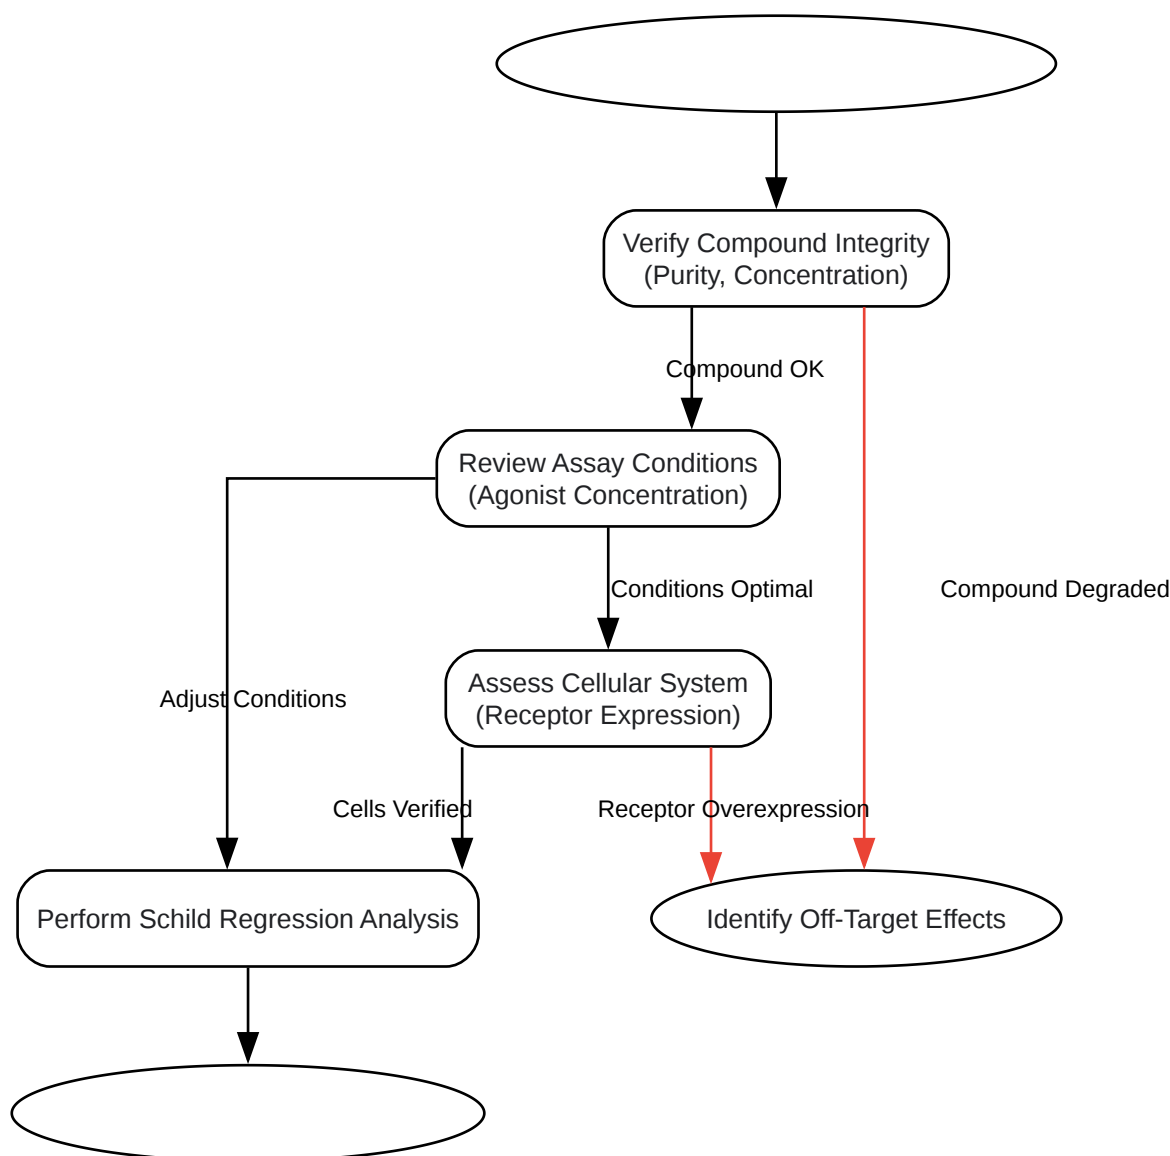 Verify Compound Integrity
(Purity, Concentration)
Compound OK
Review Assay Conditions
(Agonist Concentration)
Conditions Optimal
Compound Degraded
Assess Cellular System
(Receptor Expression)
Adjust Conditions
Cells Verified
Receptor Overexpression
Perform Schild Regression Analysis
Identify Off-Target Effects